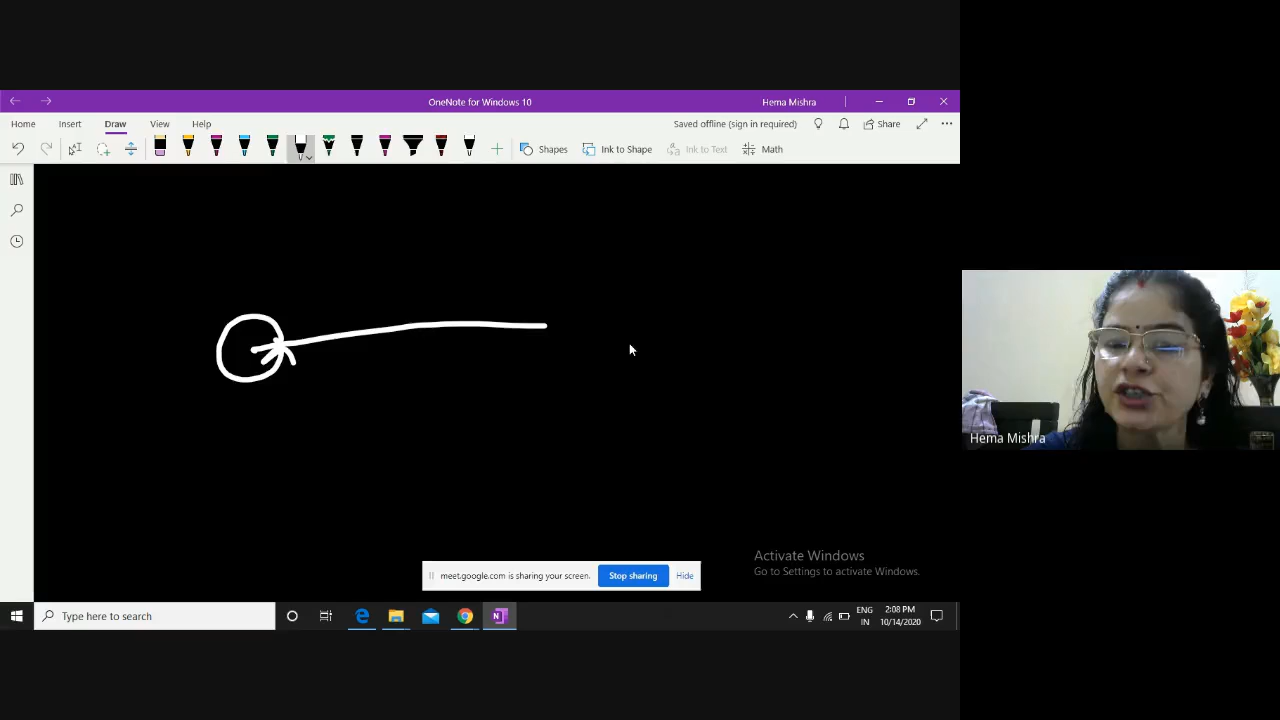 OneNote for Windows 10
Hema Mishra
Home Insert Draw View Help
Saved offline (sign in required)
Share
Shapes
Ink to Shape
Ink to Text
Math
Hema Mishra
Activate Windows
Go to Settings to activate Windows.
meet.google.com is sharing your screen.
Stop sharing
Hide
Type here to search
ENG
IN
2:08 PM
10/14/2020